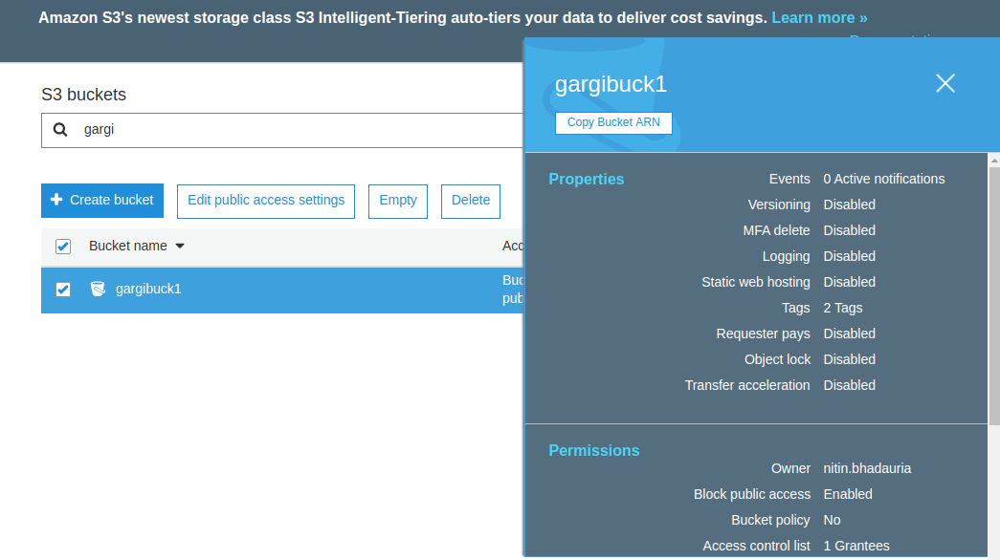 Amazon S3's newest storage class S3 Intelligent-Tiering auto-tiers your data to deliver cost savings. Learn more »
S3 buckets
gargi
Create bucket
Edit public access settings
Empty
Delete
Bucket name
Acc
gargibuck1
Buc
pub
gargibuck1
Copy Bucket ARN
Properties
Events 0 Active notifications
Versioning Disabled
MFA delete Disabled
Logging Disabled
Static web hosting Disabled
Tags 2 Tags
Requester pays Disabled
Object lock Disabled
Transfer acceleration Disabled
Permissions
Owner nitin.bhadauria
Block public access Enabled
Bucket policy No
Access control list 1 Grantees